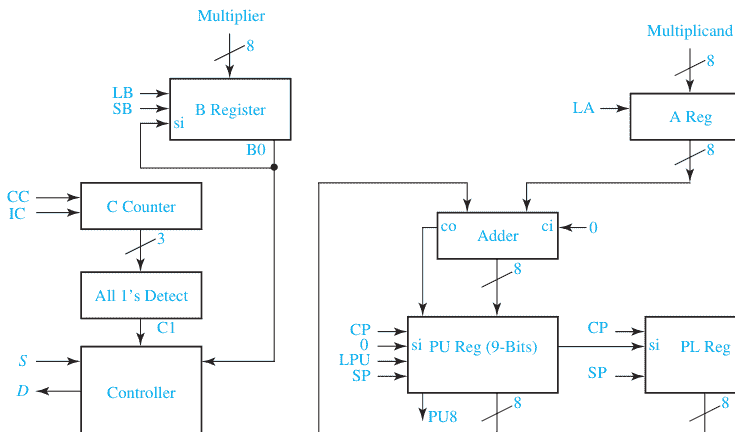 Multiplier
8
Multiplicand
8
LB
SB
si
B Register
B0
LA
A Reg
8
CC
IC
C Counter
3
co
Adder
ci
0
8
All 1's Detect
C1
CP
0
LPU
SP
si
PU Reg (9-Bits)
CP
si
SP
PL Reg
S
D
Controller
PU8
8
8